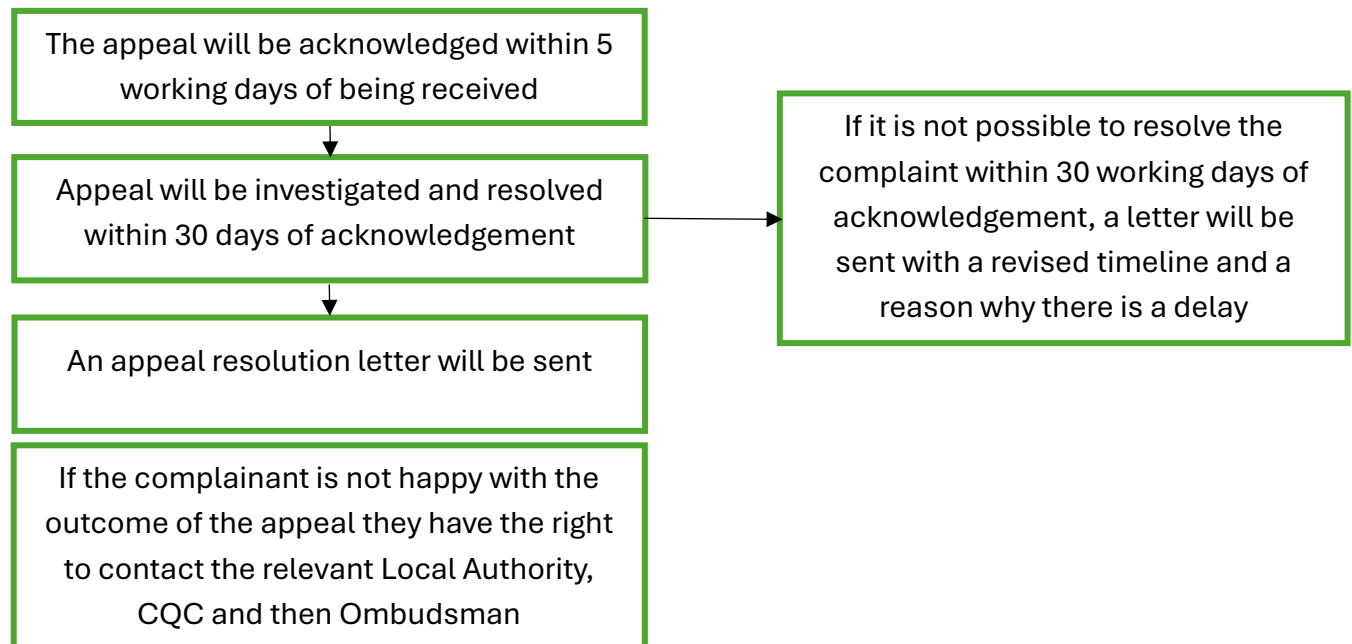 The appeal will be acknowledged within 5
working days of being received
Appeal will be investigated and resolved
within 30 days of acknowledgement
If it is not possible to resolve the
complaint within 30 working days of
acknowledgement, a letter will be
sent with a revised timeline and a
reason why there is a delay
An appeal resolution letter will be sent
If the complainant is not happy with the
outcome of the appeal they have the right
to contact the relevant Local Authority,
CQC and then Ombudsman